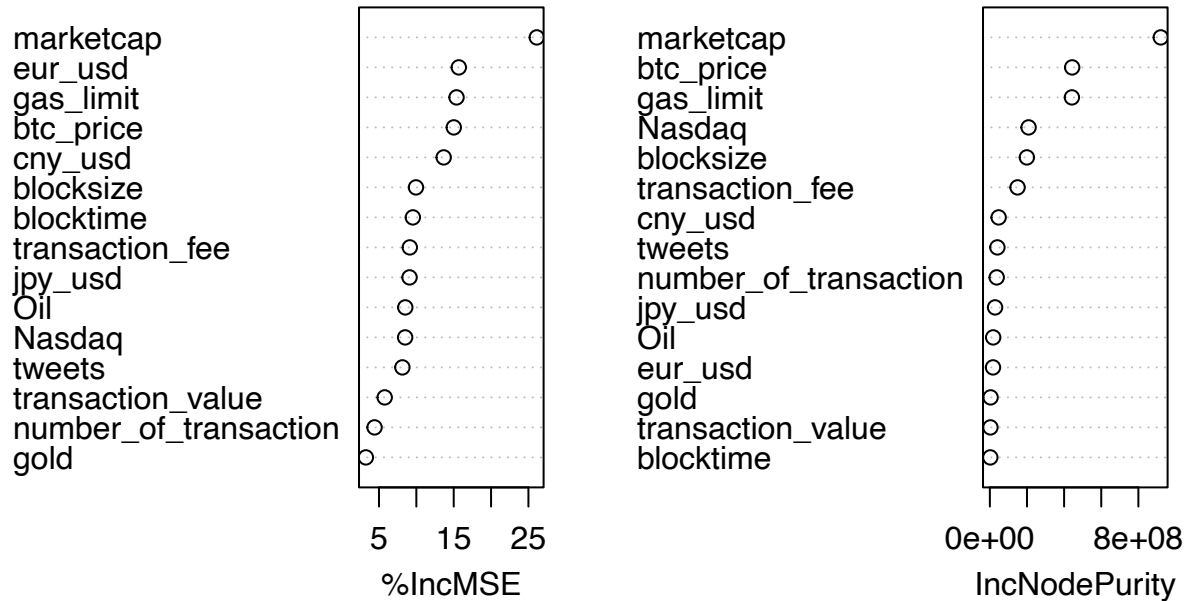 marketcap
eur_usd
gas_limit
btc_price
cny_usd
blocksize
blocktime
transaction_fee
jpy_usd
Oil
Nasdaq
tweets
transaction_value
number_of_transaction
gold
5 15 25
%IncMSE
marketcap
btc_price
gas_limit
Nasdaq
blocksize
transaction_fee
cny_usd
tweets
number_of_transaction
jpy_usd
Oil
eur_usd
gold
transaction_value
blocktime
0e+00 8e+08
IncNodePurity